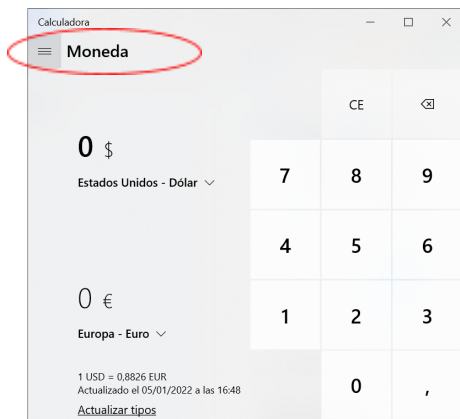 Calculadora
Moneda
CE
0 $
Estados Unidos - Dólar
7 8 9
4 5 6
0 €
Europa - Euro
1 2 3
1 USD = 0,8826 EUR
Actualizado el 05/01/2022 a las 16:48
Actualizar tipos
0 ,